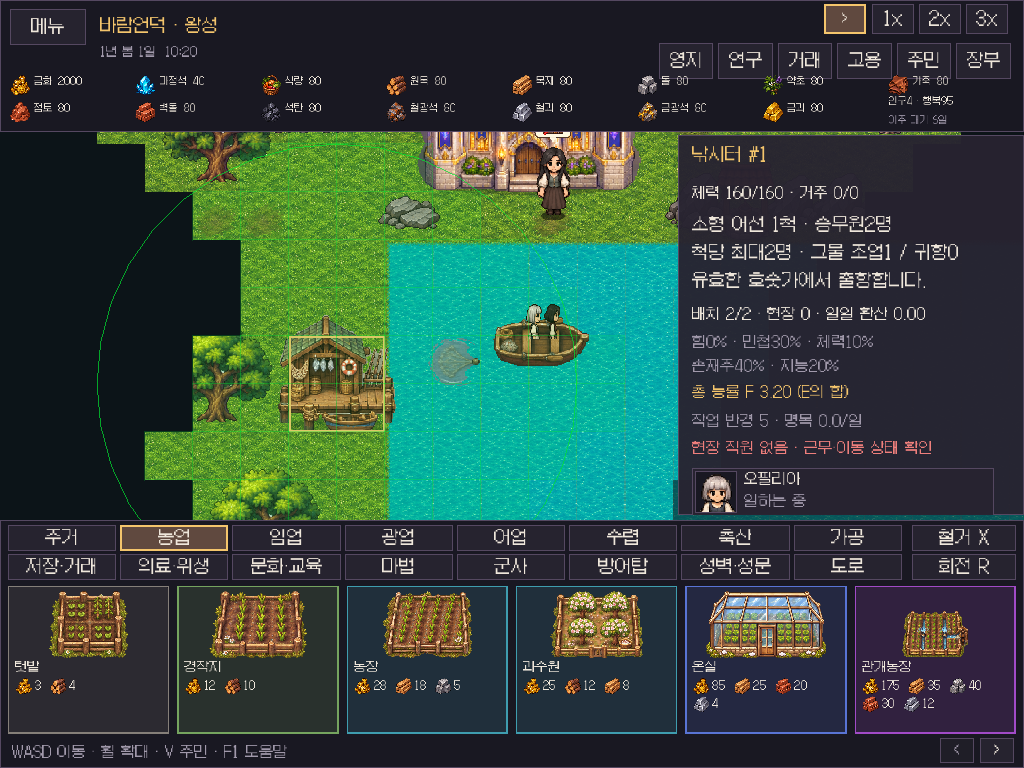 메뉴
바람언덕 · 왕성
1년 봄 1일 10:20
>
1x
2x
3x
영지
연구
거래
고용
주민
장부
금화 2000
마정석 40
식량 80
원목 80
목재 80
돌 80
약초 80
가죽 80
점토 80
벽돌 80
석탄 80
철광석 60
철괴 80
금광석 60
금괴 80
인구4 · 행복95
이주 대기 6일
낚시터 #1
체력 160/160 · 거주 0/0
소형 어선 1척 · 승무원2명
척당 최대2명 · 그물 조업1 / 귀항0
유효한 호숫가에서 출항합니다.
배치 2/2 · 현장 0 · 일일 환산 0.00
힘0% · 민첩30% · 체력10%
손재주40% · 지능20%
총 능률 F 3.20 (E의 합)
작업 반경 5 · 명목 0.0/일
현장 직원 없음 · 근무·이동 상태 확인
오필리아
일하는 중
주거
농업
임업
광업
어업
수렵
축산
가공
철거 X
저장·거래
의료·위생
문화·교육
마법
군사
방어탑
성벽·성문
도로
회전 R
텃밭
3
4
경작지
12
10
농장
28
18
5
과수원
25
12
8
온실
85
25
20
4
관개농장
175
35
40
30
12
WASD 이동 · 휠 확대 · V 주민 · F1 도움말
<
>